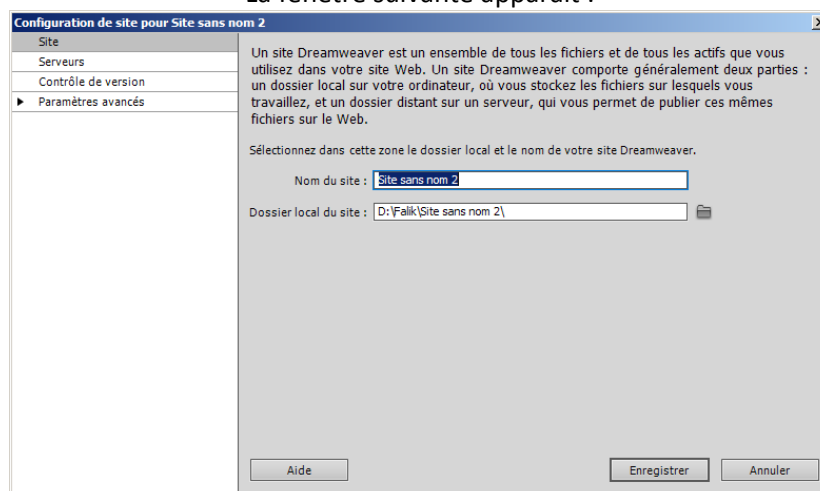 La fenêtre suivante apparaît :
Configuration de site pour Site sans nom 2
Site
Serveurs
Contrôle de version
Paramètres avancés
Un site Dreamweaver est un ensemble de tous les fichiers et de tous les actifs que vous
utilisez dans votre site Web. Un site Dreamweaver comporte généralement deux parties :
un dossier local sur votre ordinateur, où vous stockez les fichiers sur lesquels vous
travaillez, et un dossier distant sur un serveur, qui vous permet de publier ces mêmes
fichiers sur le Web.
Sélectionnez dans cette zone le dossier local et le nom de votre site Dreamweaver.
Nom du site : Site sans nom 2
Dossier local du site : D:\Falik\Site sans nom 2\
Aide
Enregistrer
Annuler